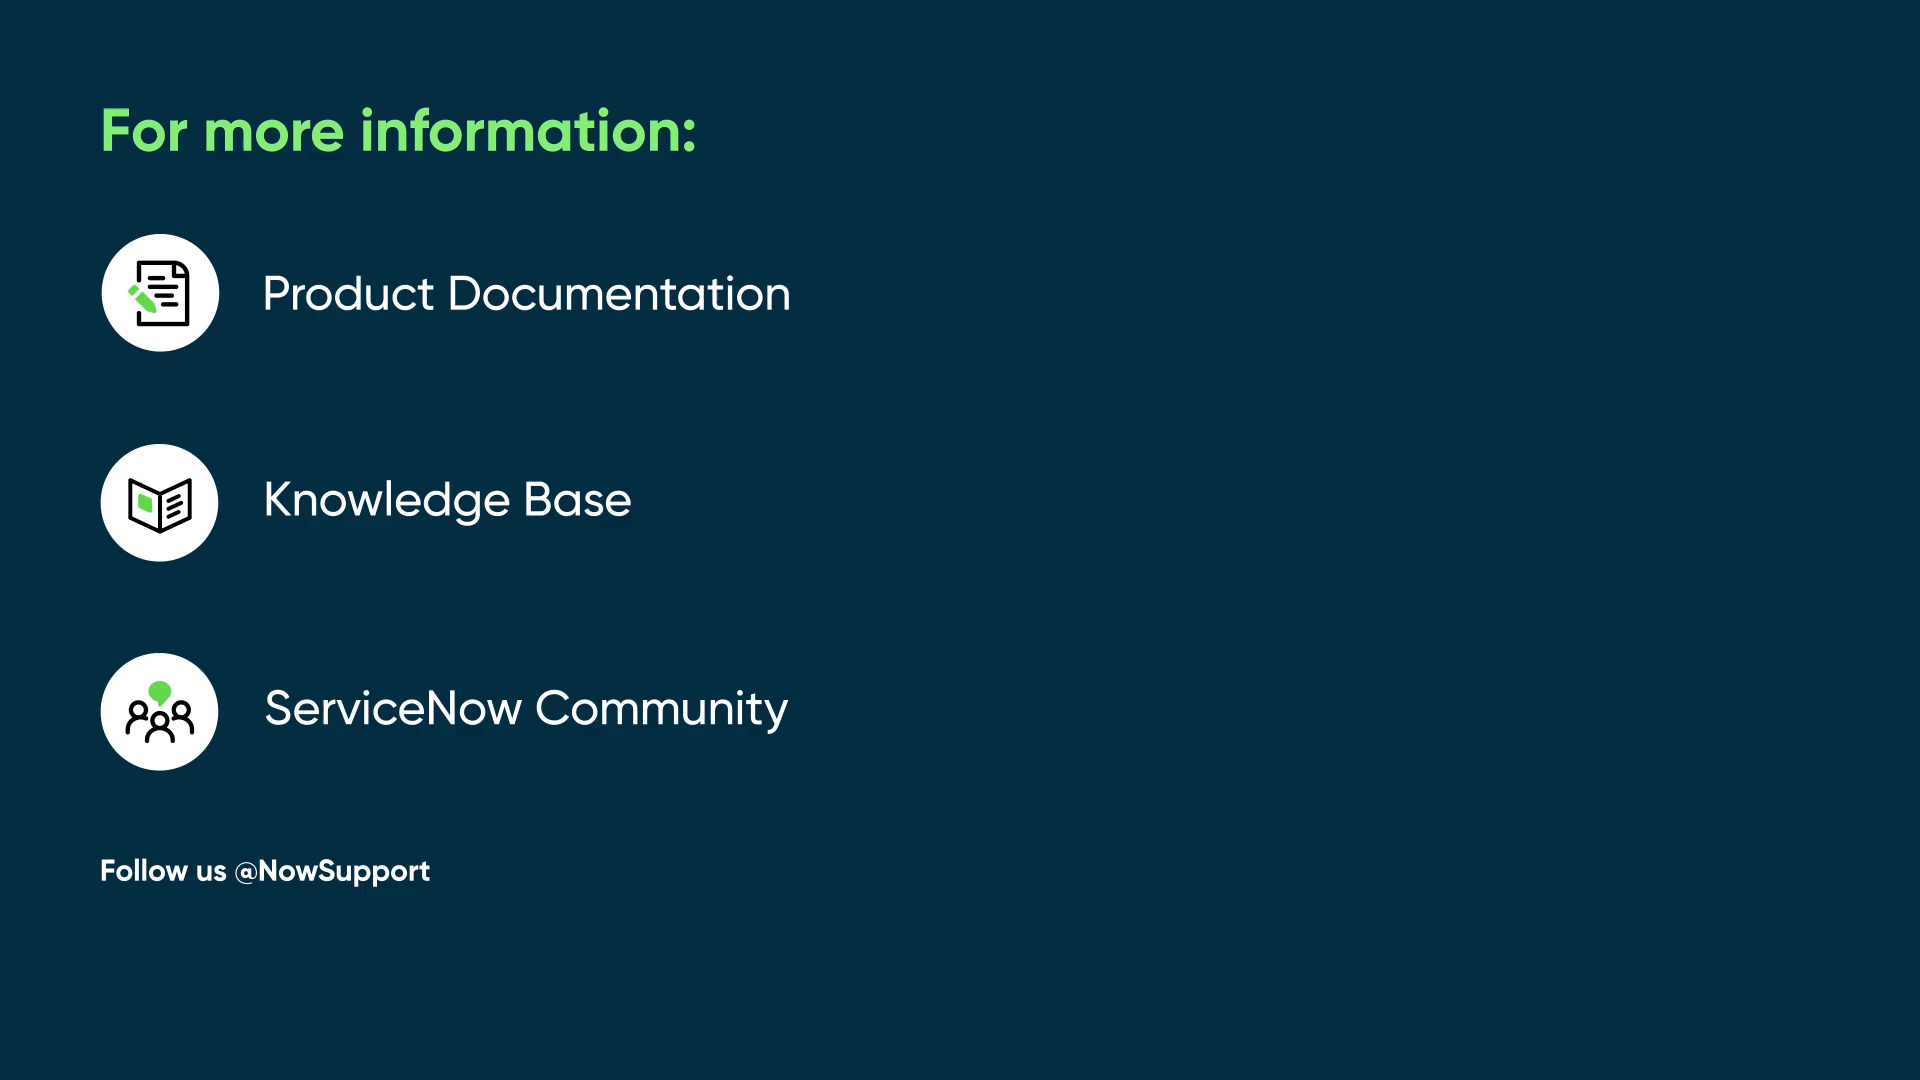 For more information:
Product Documentation
Knowledge Base
ServiceNow Community
Follow us @NowSupport